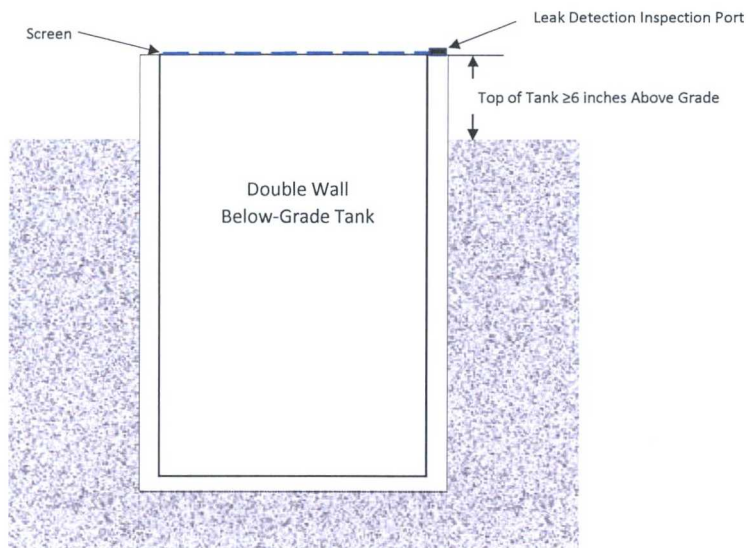 Leak Detection Inspection Port
Screen
Top of Tank ≥6 inches Above Grade
Double Wall
Below-Grade Tank